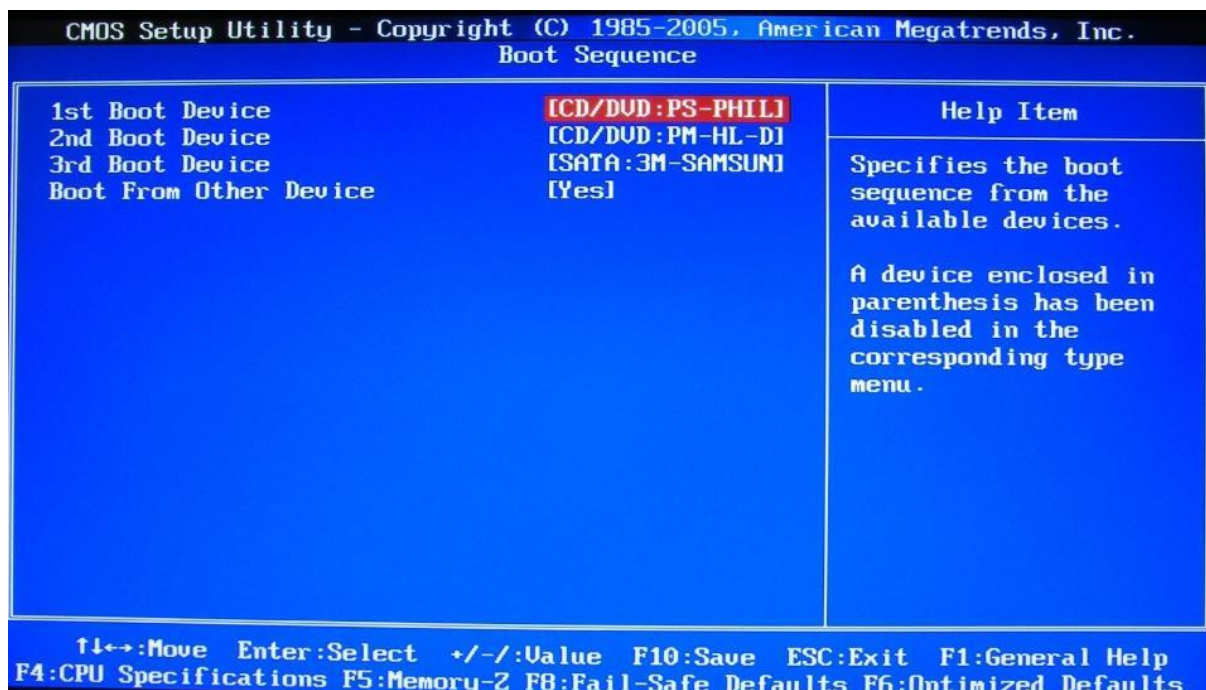 CMOS Setup Utility - Copyright (C) 1985-2005, American Megatrends, Inc.
Boot Sequence
1st Boot Device [CD/DVD:PS-PHIL]
2nd Boot Device [CD/DVD:PM-HL-D]
3rd Boot Device [SATA:3M-SAMSUN]
Boot From Other Device [Yes]
Help Item
Specifies the boot
sequence from the
available devices.
A device enclosed in
parenthesis has been
disabled in the
corresponding type
menu.
↑↓←→:Move Enter:Select +/-/:Value F10:Save ESC:Exit F1:General Help
F4:CPU Specifications F5:Memory-Z F8:Fail-Safe Defaults F6:Optimized Defaults